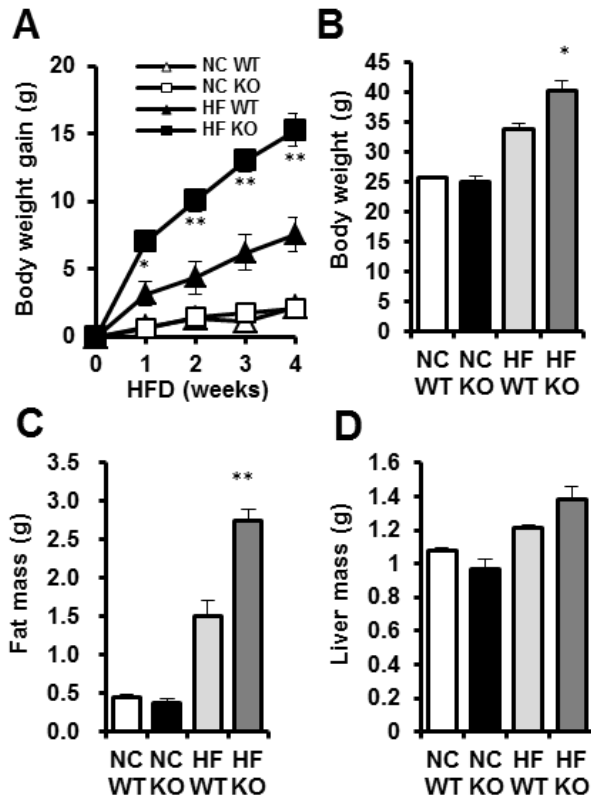 A
Body weight gain (g)
20
15
10
5
0
NC WT
NC KO
HF WT
HF KO
*
**
**
**
0 1 2 3 4
HFD (weeks)
B
Body weight (g)
45
40
35
30
25
20
15
10
5
0
*
NC NC HF HF
WT KO WT KO
C
Fat mass (g)
3.5
3.0
2.5
2.0
1.5
1.0
0.5
0.0
**
NC NC HF HF
WT KO WT KO
D
Liver mass (g)
1.6
1.4
1.2
1
0.8
0.6
0.4
0.2
0
NC NC HF HF
WT KO WT KO